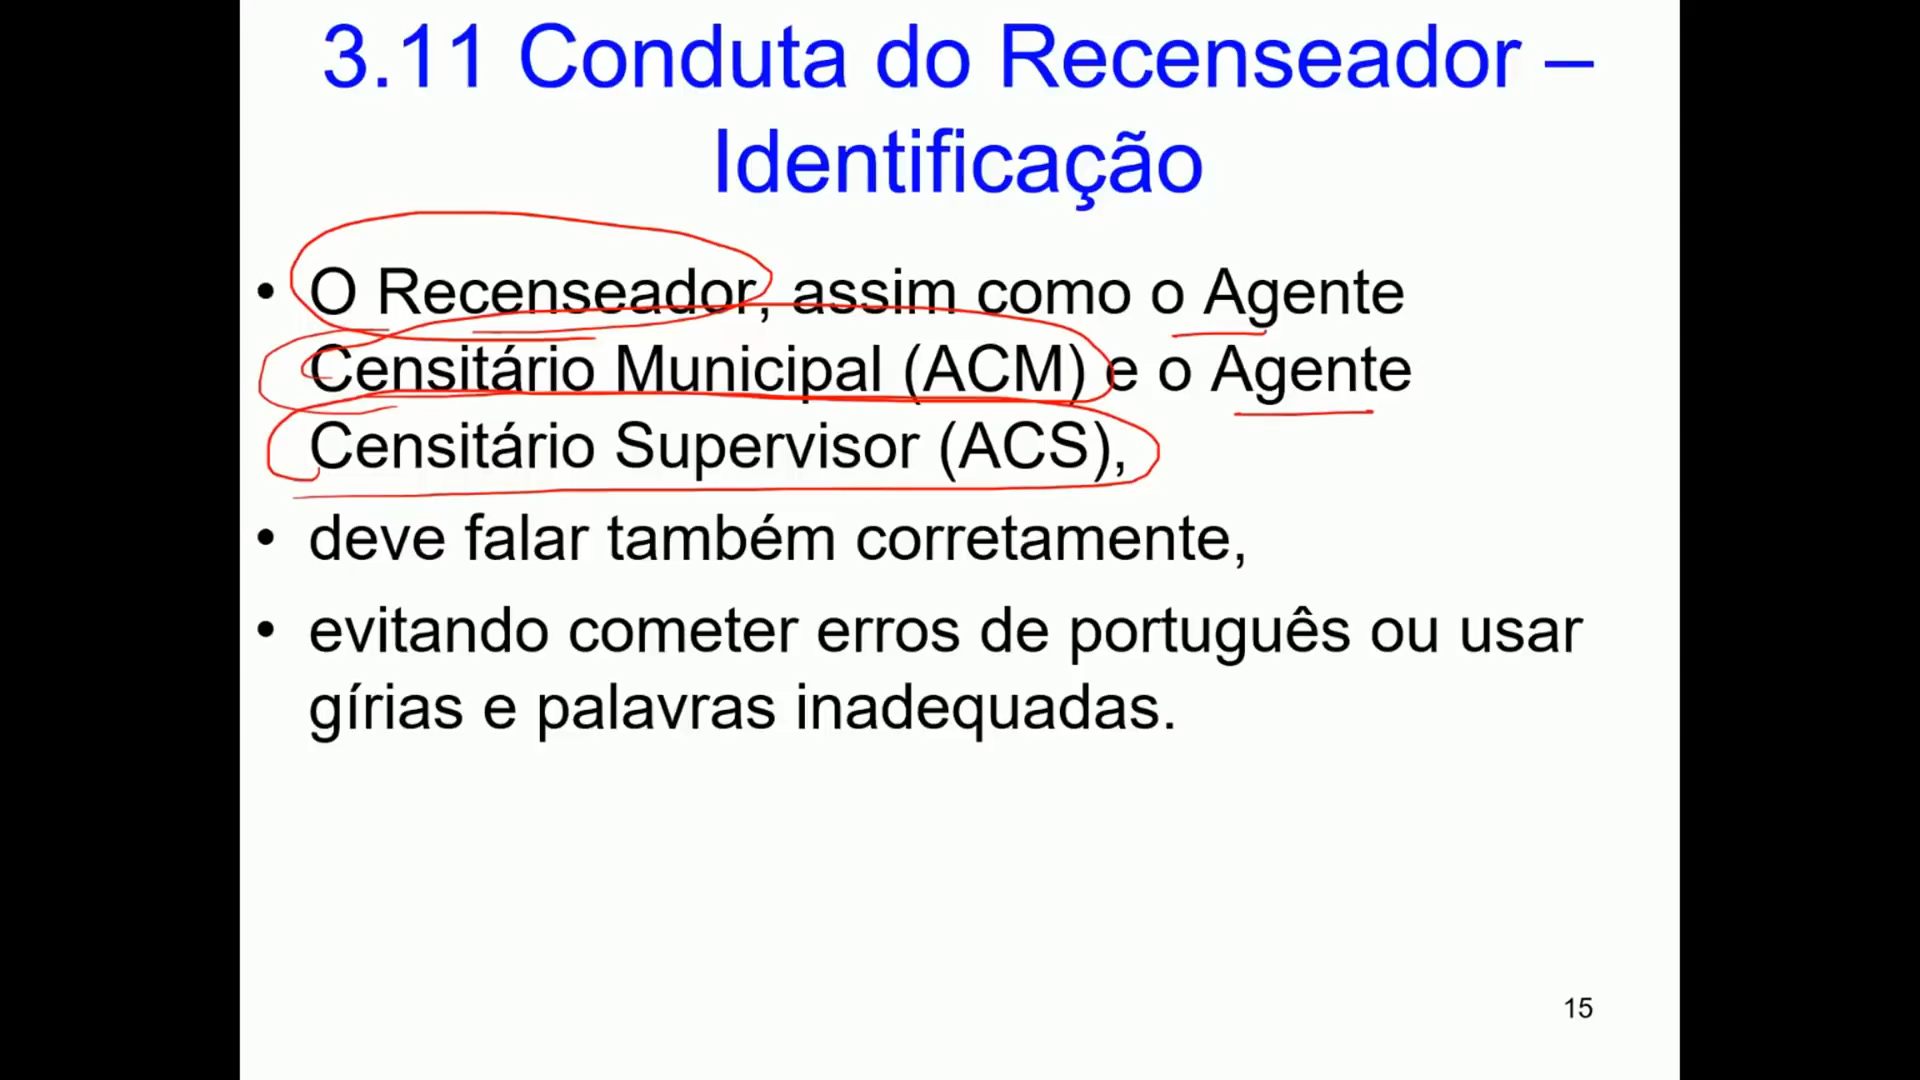 3.11 Conduta do Recenseador –
Identificação
• O Recenseador, assim como o Agente
Censitário Municipal (ACM) e o Agente
Censitário Supervisor (ACS),
• deve falar também corretamente,
• evitando cometer erros de português ou usar
gírias e palavras inadequadas.
15